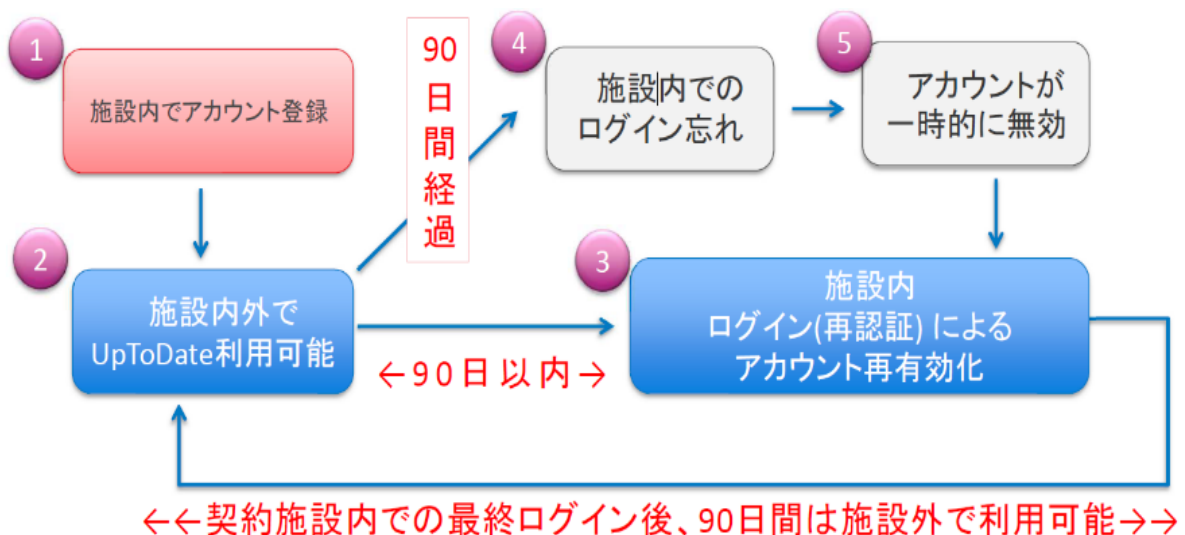 1
施設内でアカウント登録
2
施設内外で
UpToDate利用可能
90
日
間
経
過
4
施設内での
ログイン忘れ
5
アカウントが
一時的に無効
←90日以内→
3
施設内
ログイン(再認証) による
アカウント再有効化
←←契約施設内での最終ログイン後、90日間は施設外で利用可能→→